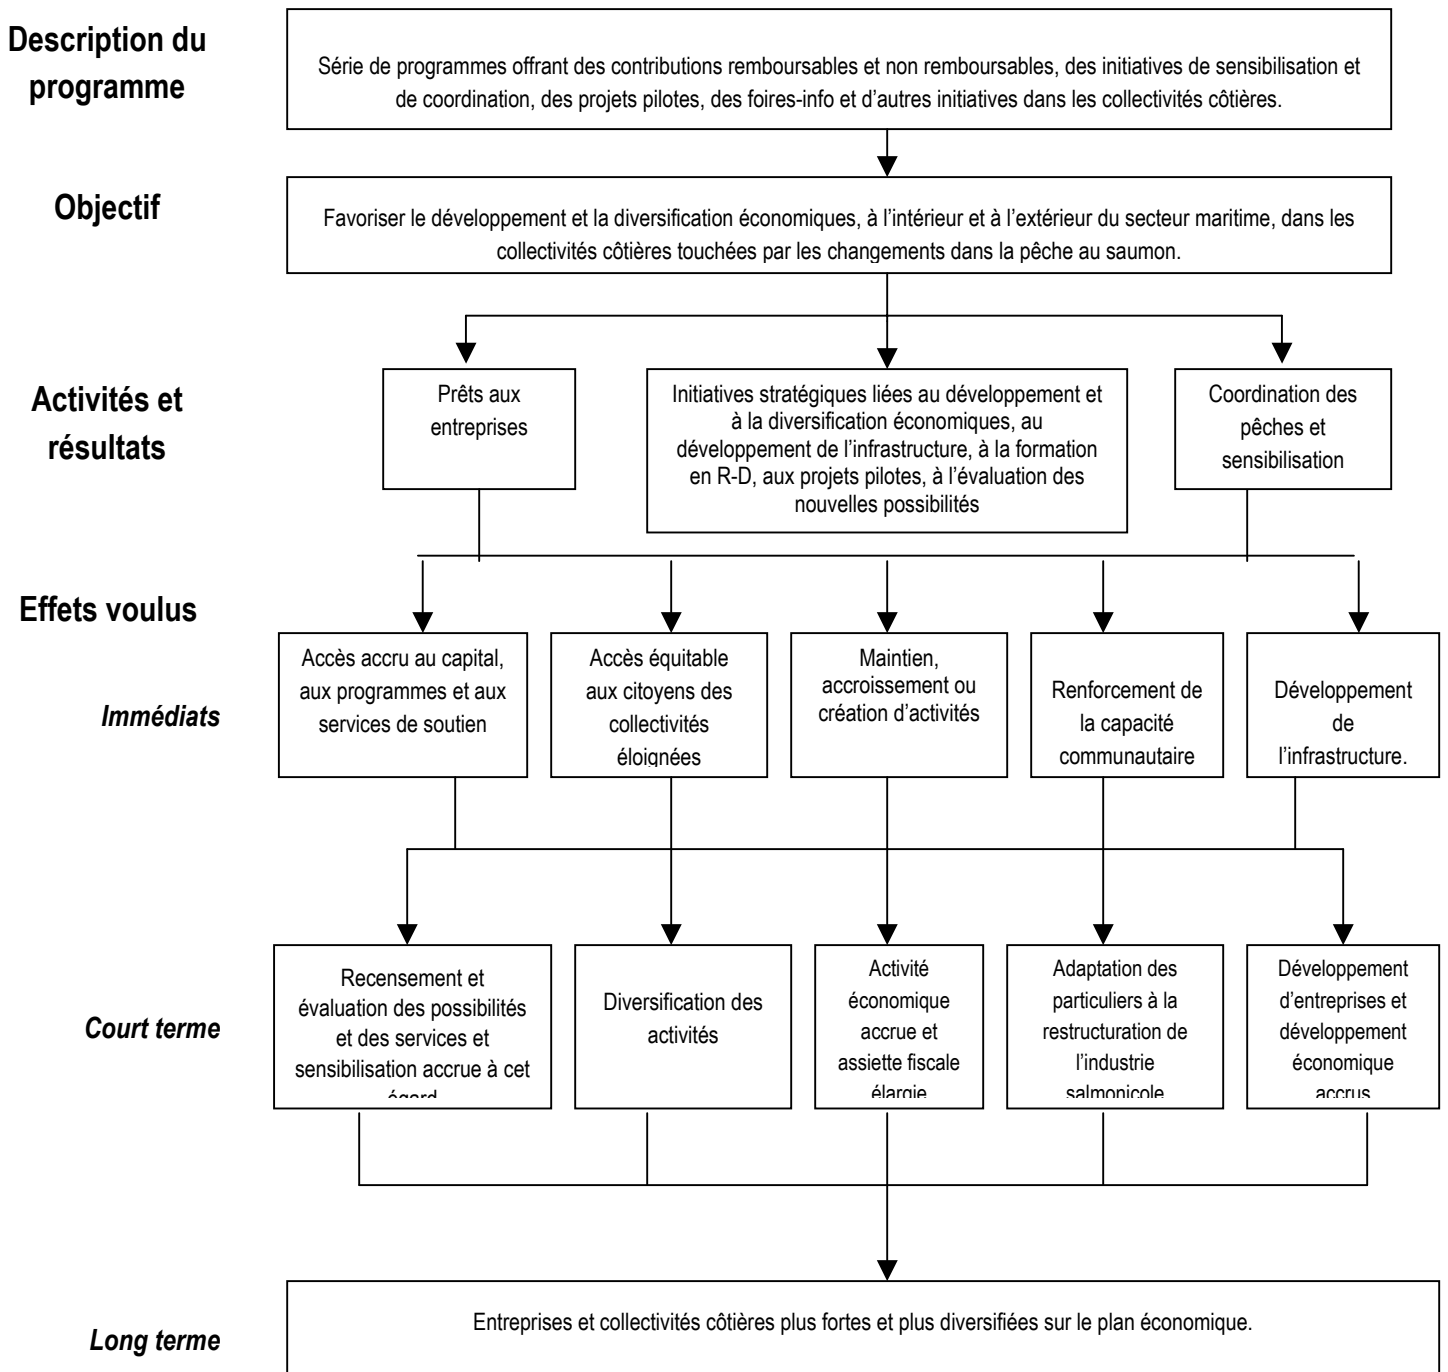 Description du
programme
Série de programmes offrant des contributions remboursables et non remboursables, des initiatives de sensibilisation et
de coordination, des projets pilotes, des foires-info et d’autres initiatives dans les collectivités côtières.
Objectif
Favoriser le développement et la diversification économiques, à l’intérieur et à l’extérieur du secteur maritime, dans les
collectivités côtières touchées par les changements dans la pêche au saumon.
Activités et
résultats
Prêts aux
entreprises
Initiatives stratégiques liées au développement et
à la diversification économiques, au
développement de l’infrastructure, à la formation
en R-D, aux projets pilotes, à l’évaluation des
nouvelles possibilités
Coordination des
pêches et
sensibilisation
Effets voulus
Immédiats
Accès accru au capital,
aux programmes et aux
services de soutien
Accès équitable
aux citoyens des
collectivités
éloignées
Maintien,
accroissement ou
création d’activités
Renforcement de
la capacité
communautaire
Développement
de
l’infrastructure.
Court terme
Recensement et
évaluation des possibilités
et des services et
sensibilisation accrue à cet
égard
Diversification des
activités
Activité
économique
accrue et
assiette fiscale
élargie
Adaptation des
particuliers à la
restructuration de
l’industrie
salmonicole
Développement
d’entreprises et
développement
économique
accrus
Long terme
Entreprises et collectivités côtières plus fortes et plus diversifiées sur le plan économique.